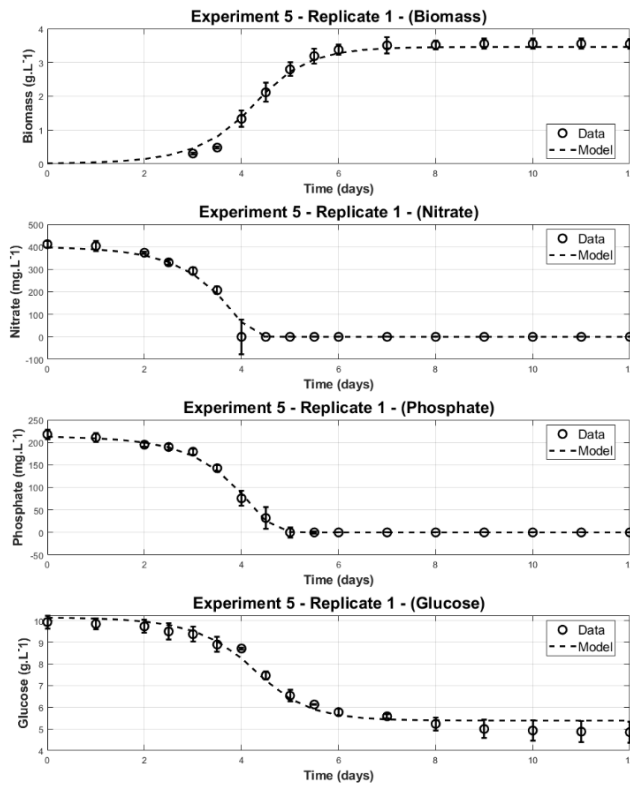 Experiment 5 - Replicate 1 - (Biomass)
4
3
2
1
0
Biomass (g.L⁻1)
Data
Model
0 2 4 6 8 10 12
Time (days)
Experiment 5 - Replicate 1 - (Nitrate)
500
400
300
200
100
0
-100
Nitrate (mg.L⁻1)
Data
Model
0 2 4 6 8 10 12
Time (days)
Experiment 5 - Replicate 1 - (Phosphate)
250
200
150
100
50
0
-50
Phosphate (mg.L⁻1)
Data
Model
0 2 4 6 8 10 12
Time (days)
Experiment 5 - Replicate 1 - (Glucose)
10
9
8
7
6
5
4
Glucose (g.L⁻1)
Data
Model
0 2 4 6 8 10 12
Time (days)